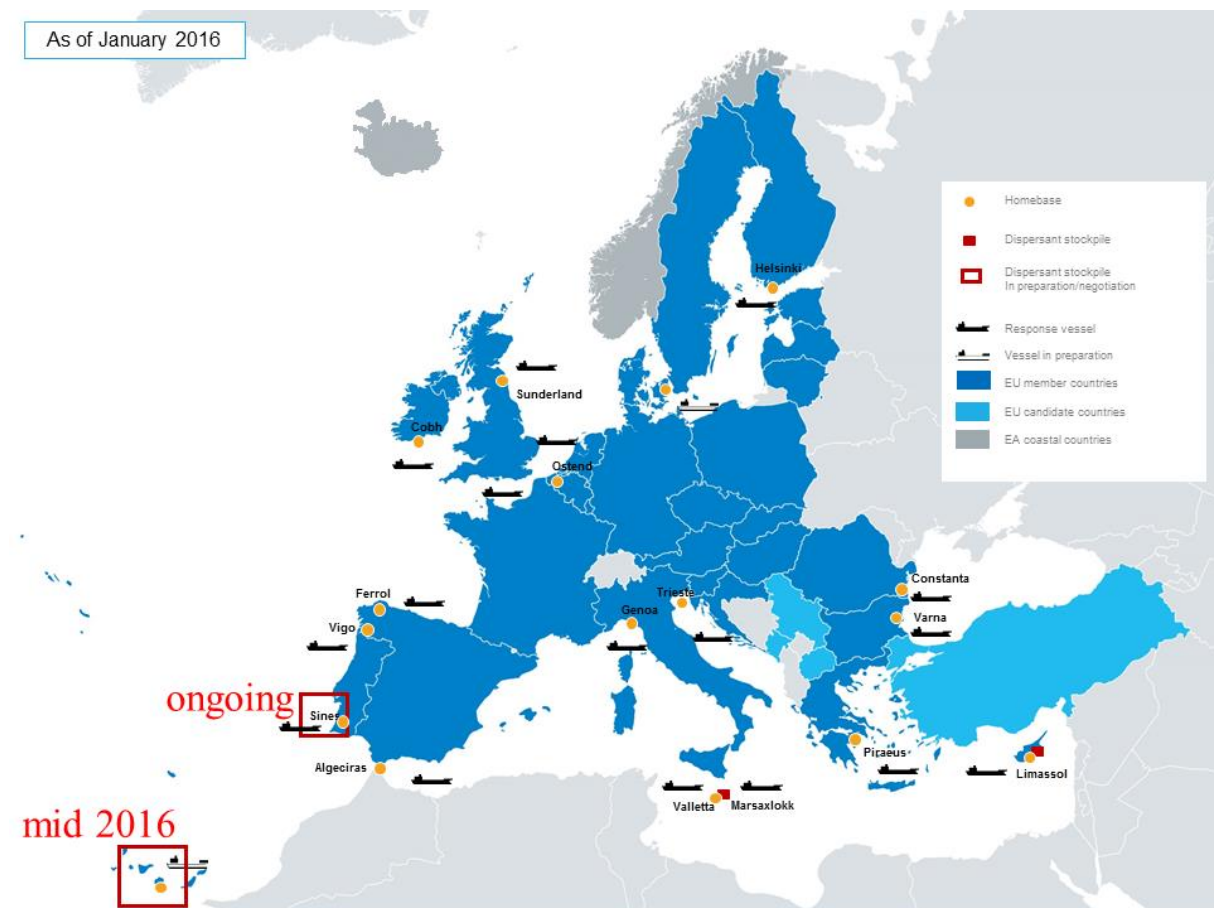 As of January 2016
Homebase
Dispersant stockpile
Dispersant stockpile
In preparation/negotiation
Response vessel
Vessel in preparation
EU member countries
EU candidate countries
EA coastal countries
Helsinki
Sunderland
Cobh
Ostend
Constanta
Ferrol
Trieste
Genoa
Varna
Vigo
ongoing
Sines
Piraeus
Algeciras
Limassol
Valletta
Marsaxlokk
mid 2016